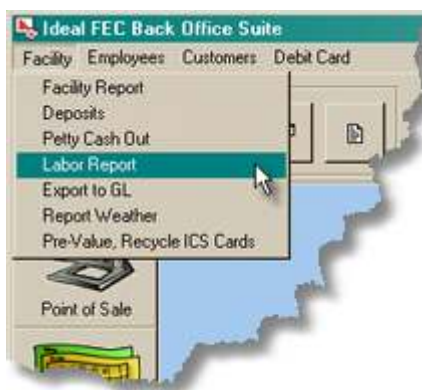 Ideal FEC Back Office Suite
Facility Employees Customers Debit Card
Facility Report
Deposits
Petty Cash Out
Labor Report
Export to GL
Report Weather
Pre-Value, Recycle ICS Cards
Point of Sale